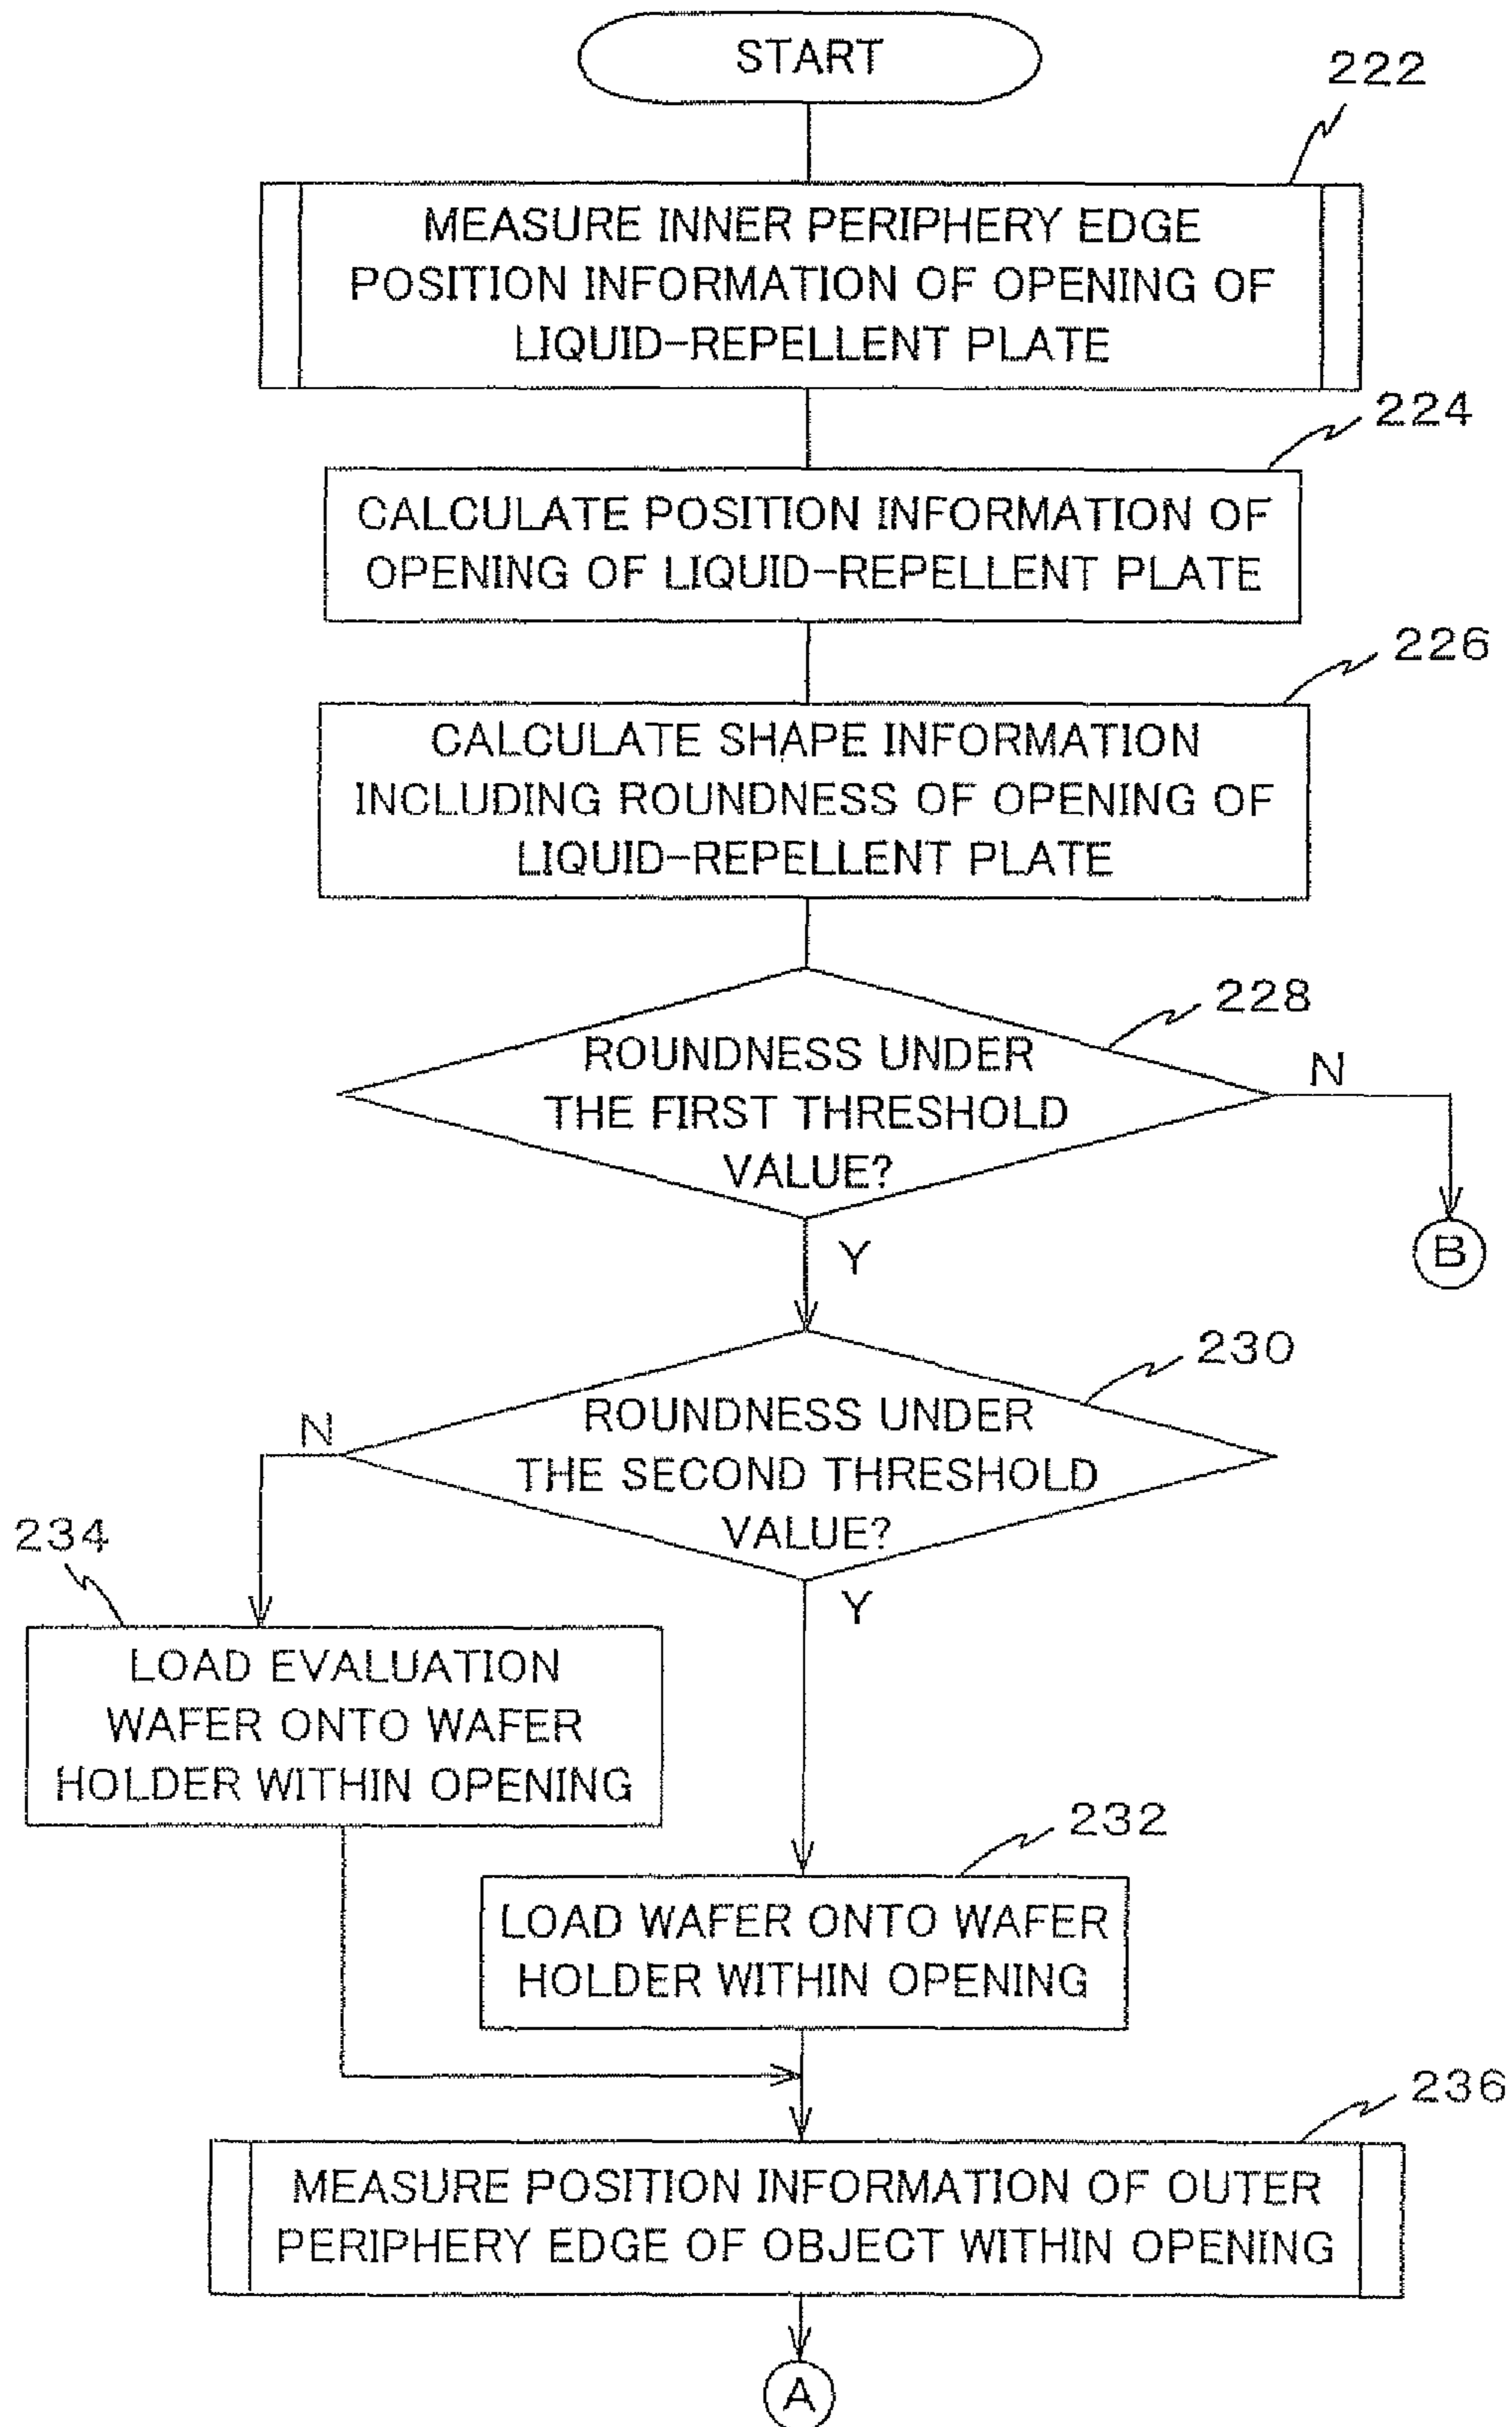 START
222
MEASURE INNER PERIPHERY EDGE
POSITION INFORMATION OF OPENING OF
LIQUID-REPELLENT PLATE
224
CALCULATE POSITION INFORMATION OF
OPENING OF LIQUID-REPELLENT PLATE
226
CALCULATE SHAPE INFORMATION
INCLUDING ROUNDNESS OF OPENING OF
LIQUID-REPELLENT PLATE
228
ROUNDNESS UNDER
THE FIRST THRESHOLD
VALUE?
N
B
Y
230
ROUNDNESS UNDER
THE SECOND THRESHOLD
VALUE?
N
Y
234
LOAD EVALUATION
WAFER ONTO WAFER
HOLDER WITHIN OPENING
232
LOAD WAFER ONTO WAFER
HOLDER WITHIN OPENING
236
MEASURE POSITION INFORMATION OF OUTER
PERIPHERY EDGE OF OBJECT WITHIN OPENING
A